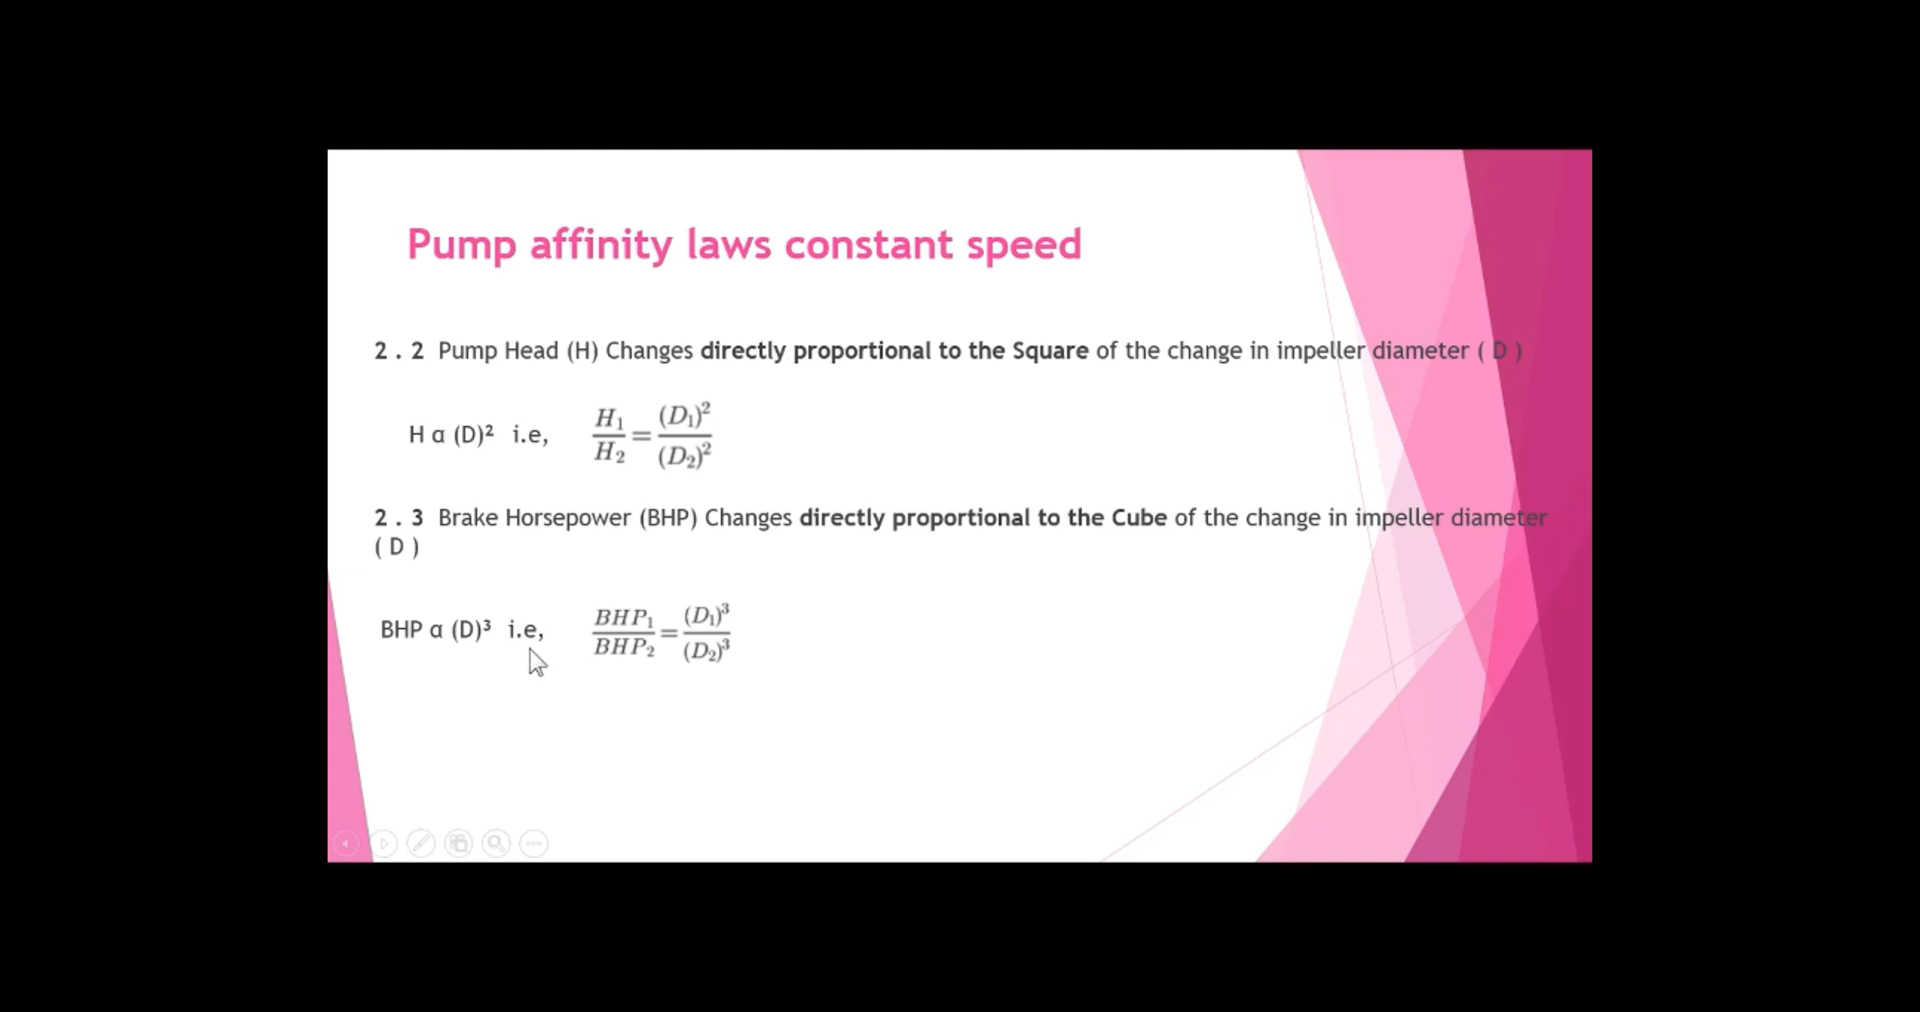 Pump affinity laws constant speed
2 . 2 Pump Head (H) Changes directly proportional to the Square of the change in impeller diameter ( D )
H α (D)² i.e, H₁/H₂ = (D₁)²/(D₂)²
2 . 3 Brake Horsepower (BHP) Changes directly proportional to the Cube of the change in impeller diameter
( D )
BHP α (D)³ i.e, BHP₁/BHP₂ = (D₁)³/(D₂)³